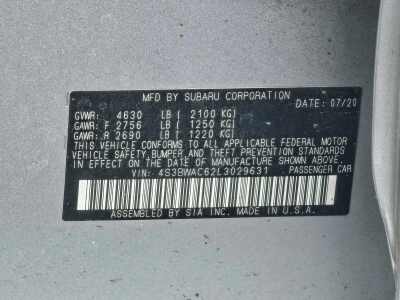 MFD BY SUBARU CORPORATION
DATE: 07/20
GVWR: 4630 LB ( 2100 KG)
GAWR: F 2756 LB ( 1250 KG)
GAWR: R 2690 LB ( 1220 KG)
THIS VEHICLE CONFORMS TO ALL APPLICABLE FEDERAL MOTOR
VEHICLE SAFETY, BUMPER, AND THEFT PREVENTION STANDARDS
IN EFFECT ON THE DATE OF MANUFACTURE SHOWN ABOVE.
VIN: 4S3BWAC62L3029631 PASSENGER CAR
ASSEMBLED BY SIA INC. MADE IN U.S.A.